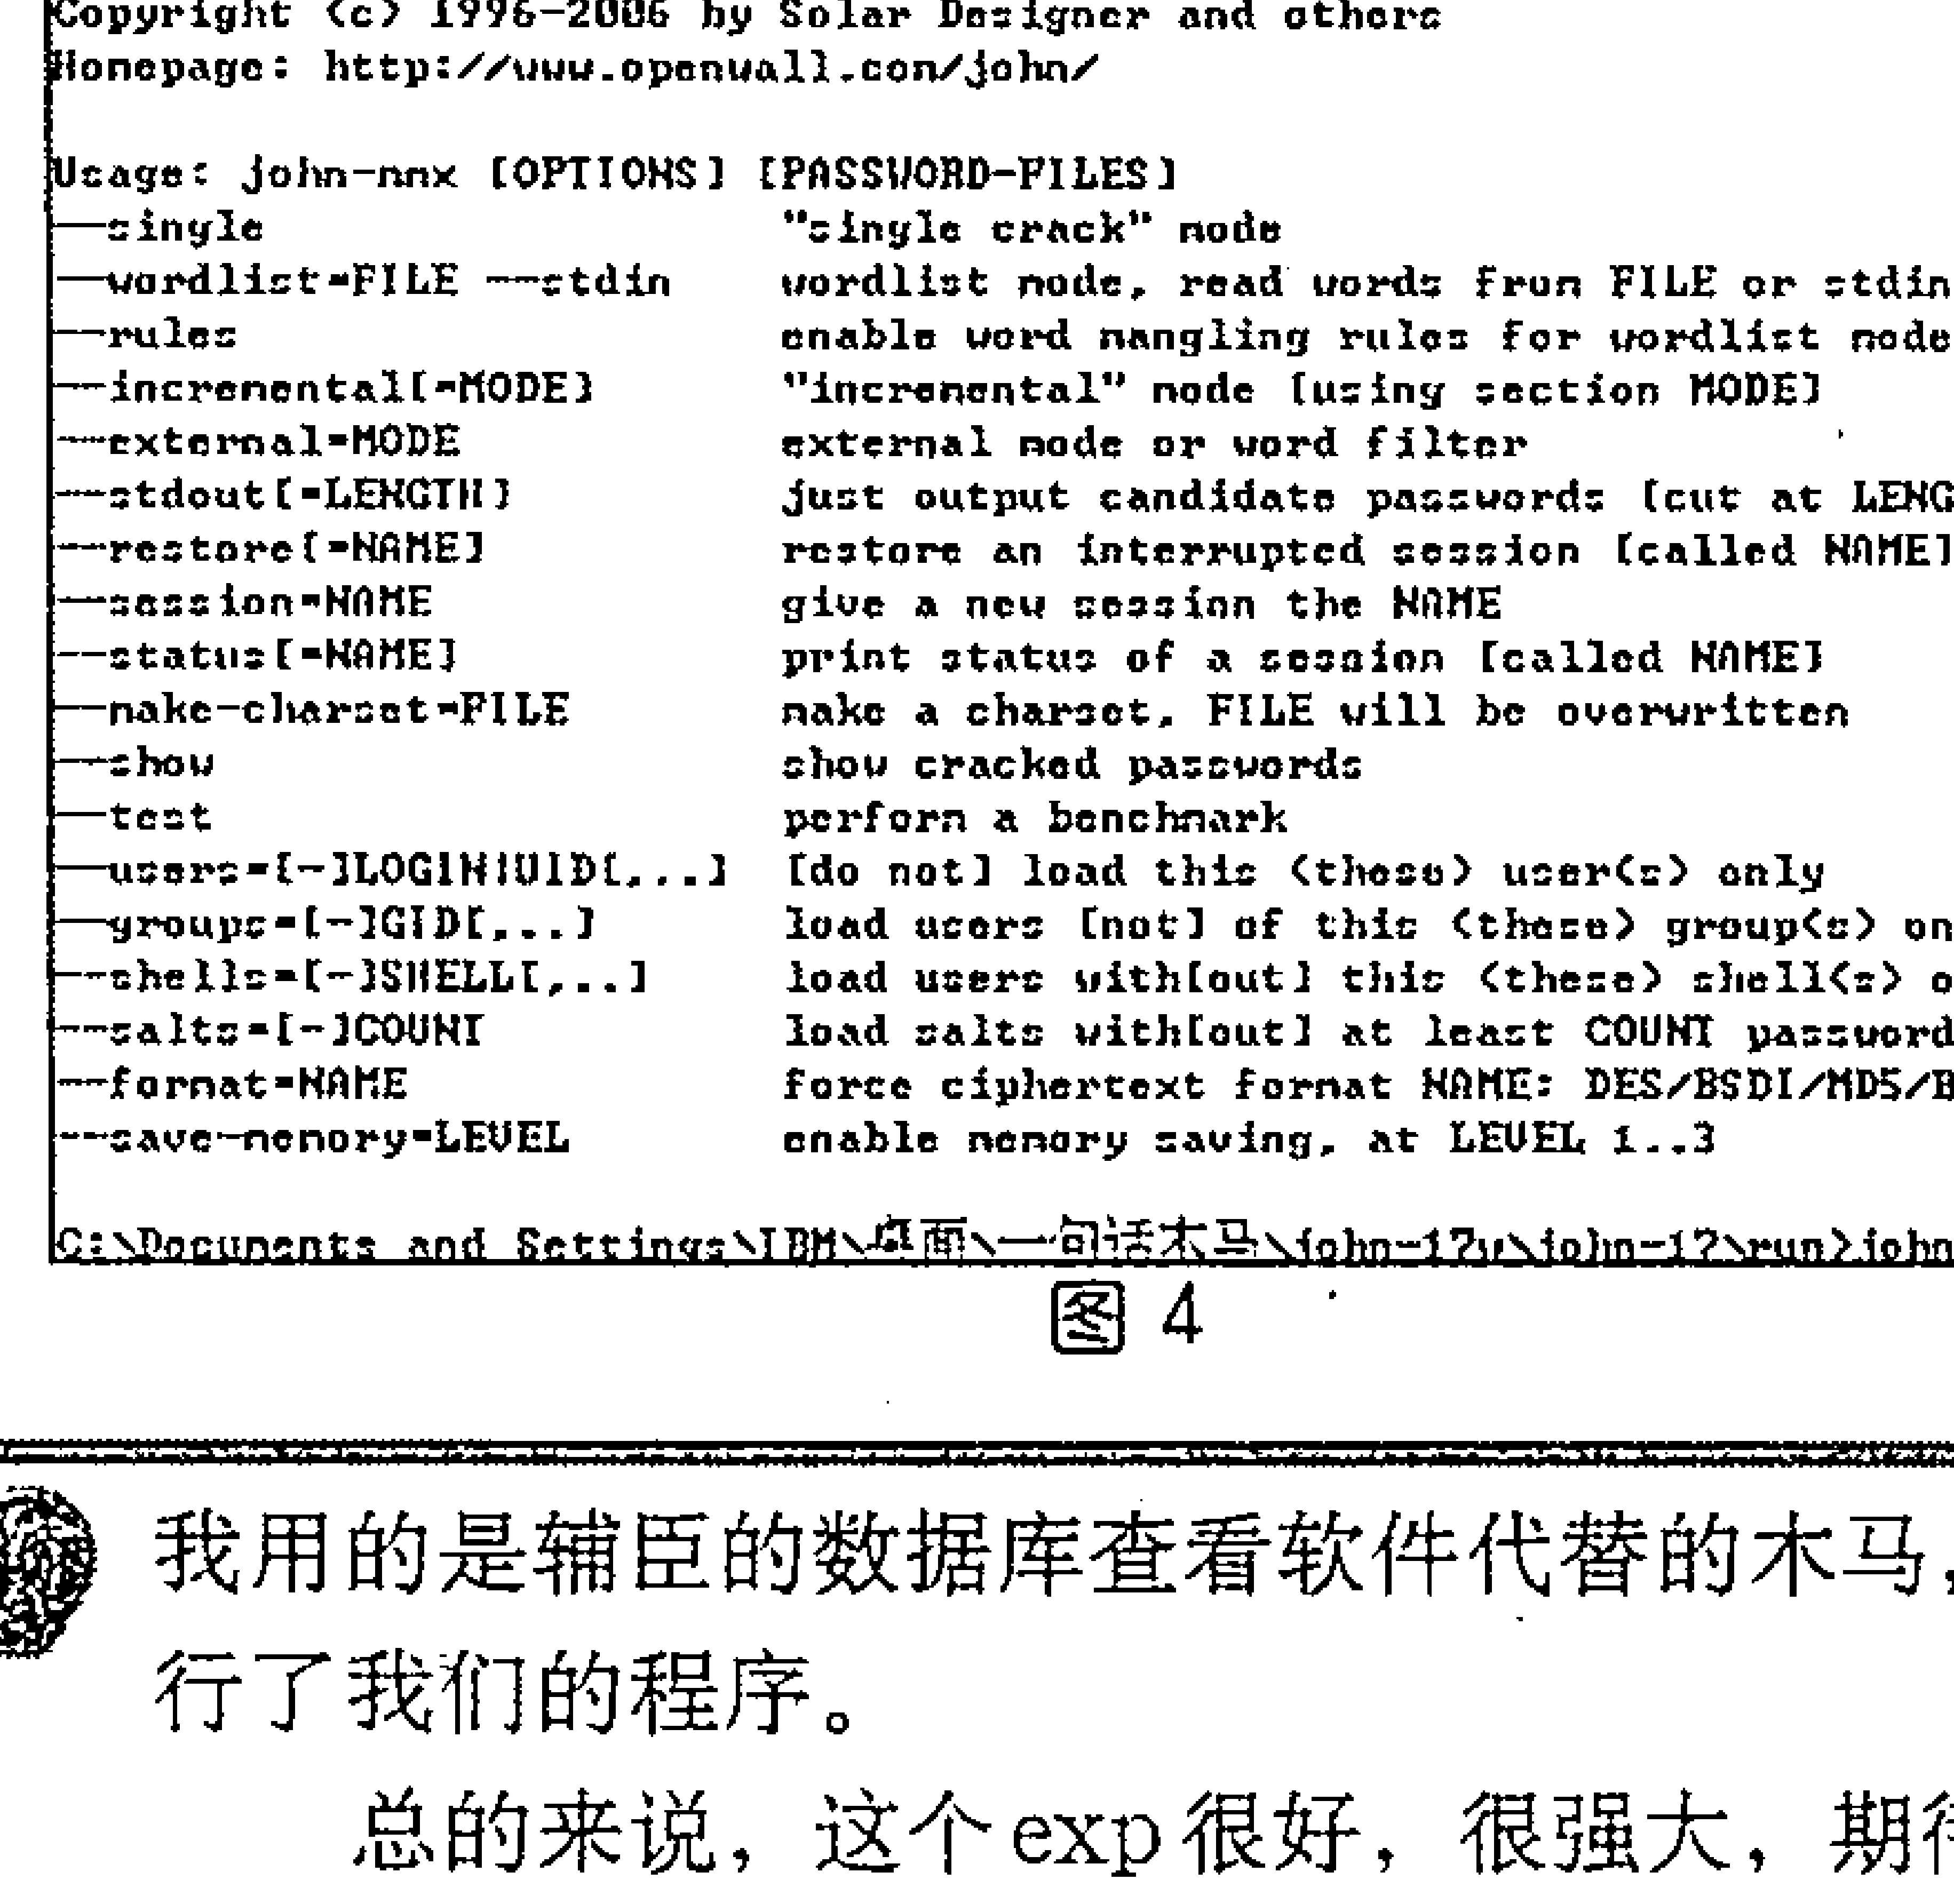 Copyright (c) 1996-2006 by Solar Designer and others
Homepage: http://www.openwall.com/john/
Usage: john-mmx [OPTIONS] [PASSWORD-FILES]
--single "single crack" mode
--wordlist=FILE --stdin wordlist mode, read words from FILE or stdin
--rules enable word mangling rules for wordlist mode
--incremental[=MODE] "incremental" mode [using section MODE]
--external=MODE external mode or word filter
--stdout[=LENGTH] just output candidate passwords [cut at LENG
--restore[=NAME] restore an interrupted session [called NAME]
--session=NAME give a new session the NAME
--status[=NAME] print status of a session [called NAME]
--make-charset=FILE make a charset, FILE will be overwritten
--show show cracked passwords
--test perform a benchmark
--users=[-]LOGIN|UID[,..] [do not] load this (these) user(s) only
--groups=[-]GID[,..] load users [not] of this (these) group(s) on
--shells=[-]SHELL[,..] load users with[out] this (these) shell(s) o
--salts=[-]COUNT load salts with[out] at least COUNT password
--format=NAME force ciphertext format NAME: DES/BSDI/MD5/B
--save-memory=LEVEL enable memory saving, at LEVEL 1..3
C:\Documents and Settings\IBM\桌面\一句话木马\john-17w\john-17\run>john
图 4
我用的是辅臣的数据库查看软件代替的木马，
行了我们的程序。
总的来说，这个exp很好，很强大，期待